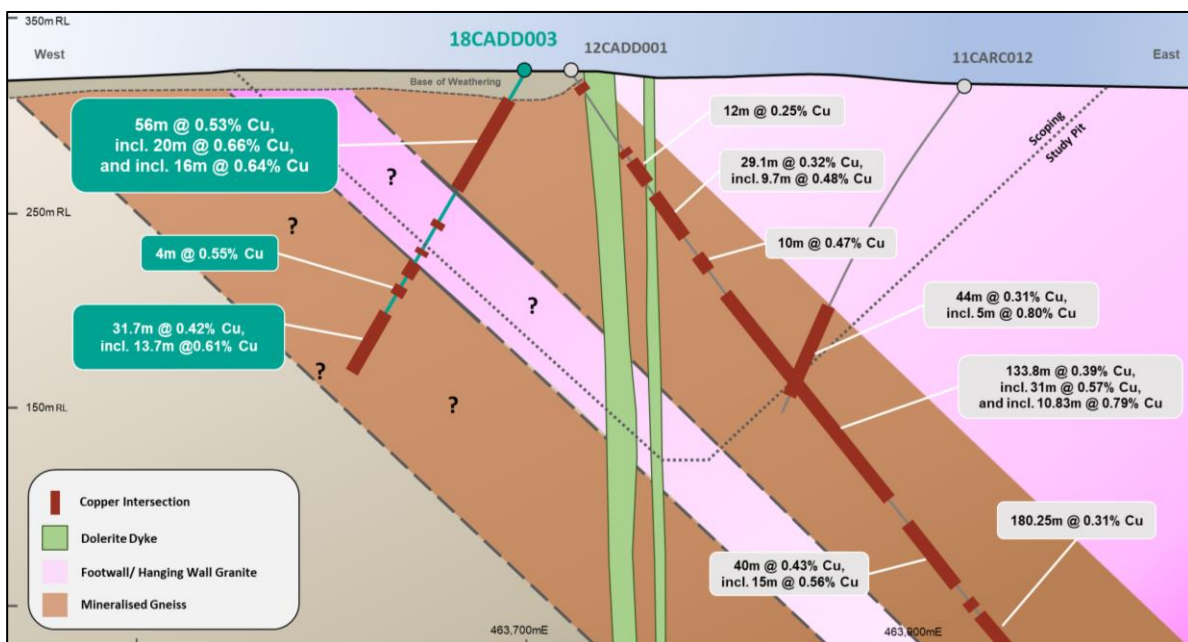 350m RL
West
18CADD003
12CADD001
11CARC012
East
Base of Weathering
56m @ 0.53% Cu,
incl. 20m @ 0.66% Cu,
and incl. 16m @ 0.64% Cu
12m @ 0.25% Cu
Scoping
Study Pit
29.1m @ 0.32% Cu,
incl. 9.7m @ 0.48% Cu
?
250m RL
?
10m @ 0.47% Cu
4m @ 0.55% Cu
?
44m @ 0.31% Cu,
incl. 5m @ 0.80% Cu
31.7m @ 0.42% Cu,
incl. 13.7m @0.61% Cu
?
133.8m @ 0.39% Cu,
incl. 31m @ 0.57% Cu,
and incl. 10.83m @ 0.79% Cu
150m RL
?
Copper Intersection
Dolerite Dyke
Footwall/ Hanging Wall Granite
Mineralised Gneiss
180.25m @ 0.31% Cu
40m @ 0.43% Cu,
incl. 15m @ 0.56% Cu
463,700mE
463,900mE